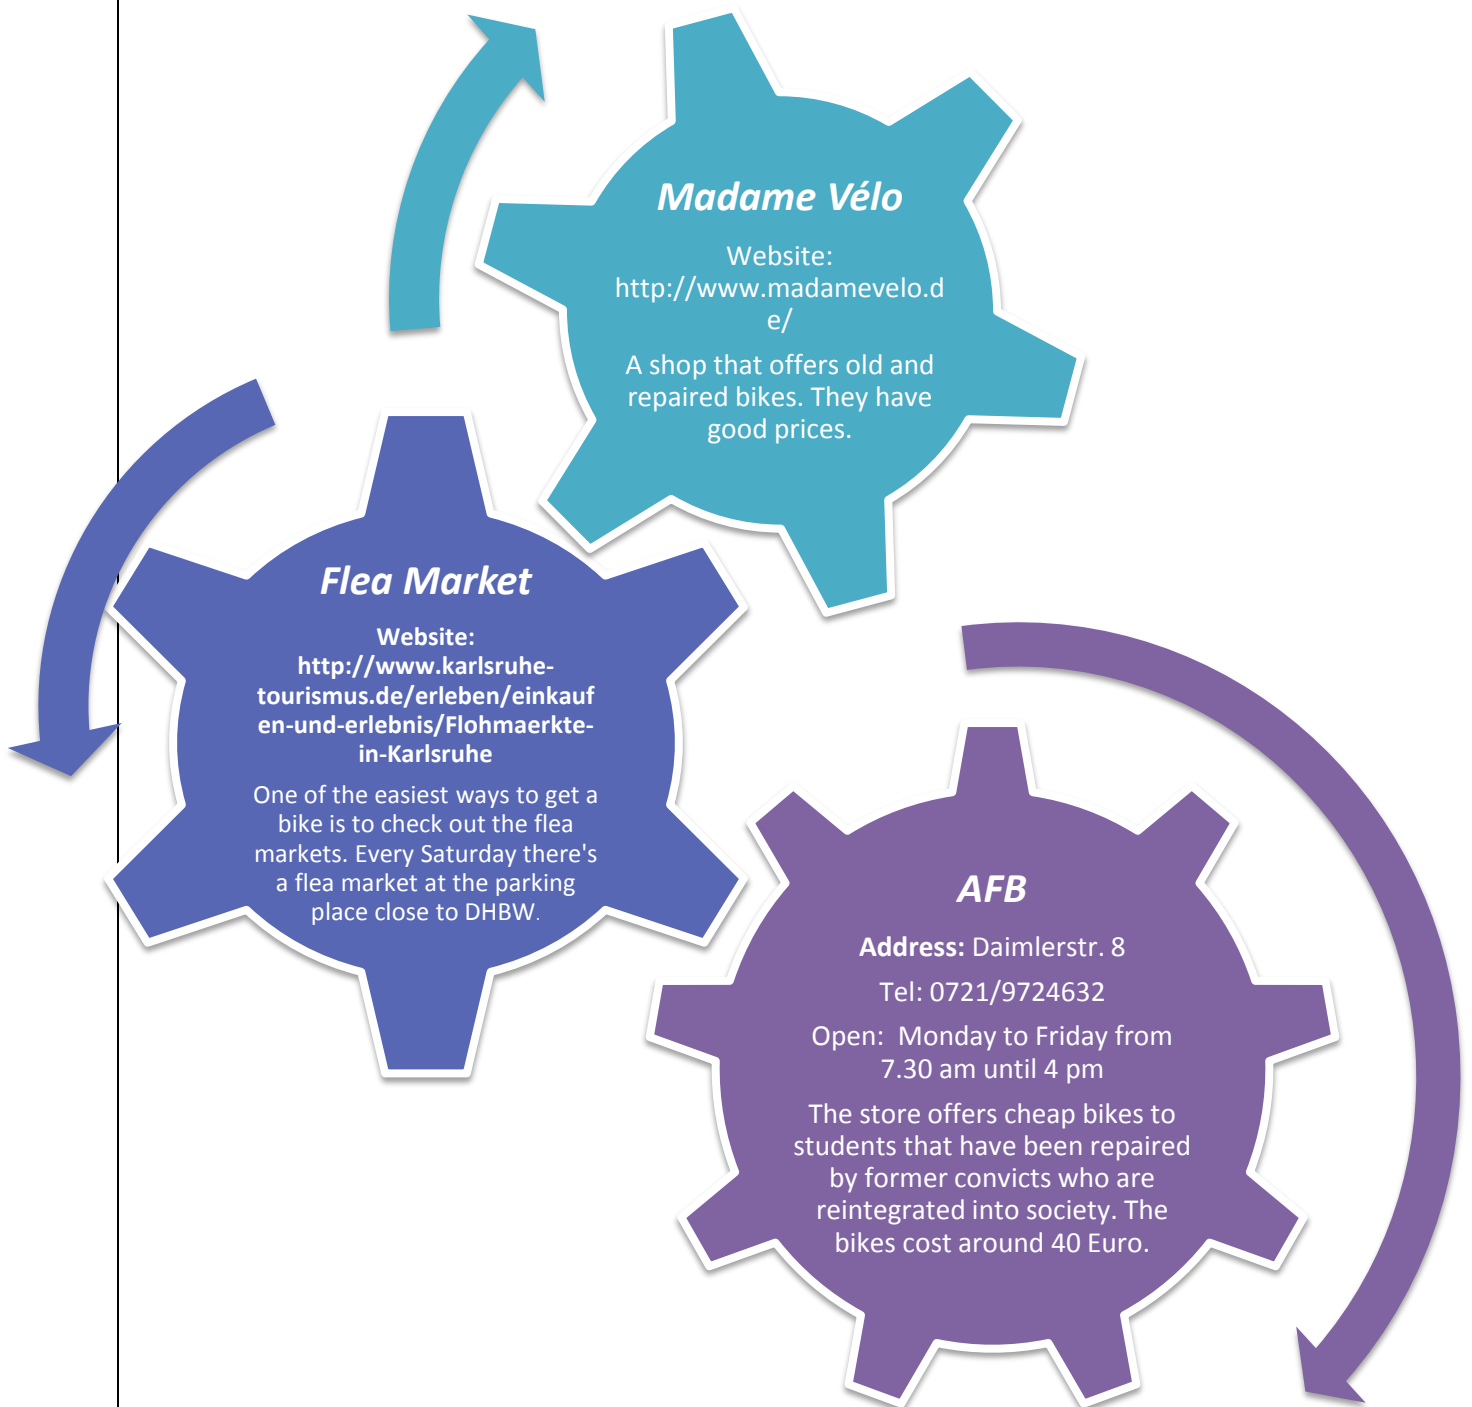 Madame Vélo
Website:
http://www.madamevelo.d
e/
A shop that offers old and
repaired bikes. They have
good prices.
Flea Market
Website:
http://www.karlsruhe-
tourismus.de/erleben/einkauf
en-und-erlebnis/Flohmaerkte-
in-Karlsruhe
One of the easiest ways to get a
bike is to check out the flea
markets. Every Saturday there's
a flea market at the parking
place close to DHBW.
AFB
Address: Daimlerstr. 8
Tel: 0721/9724632
Open:  Monday to Friday from
7.30 am until 4 pm
The store offers cheap bikes to
students that have been repaired
by former convicts who are
reintegrated into society. The
bikes cost around 40 Euro.